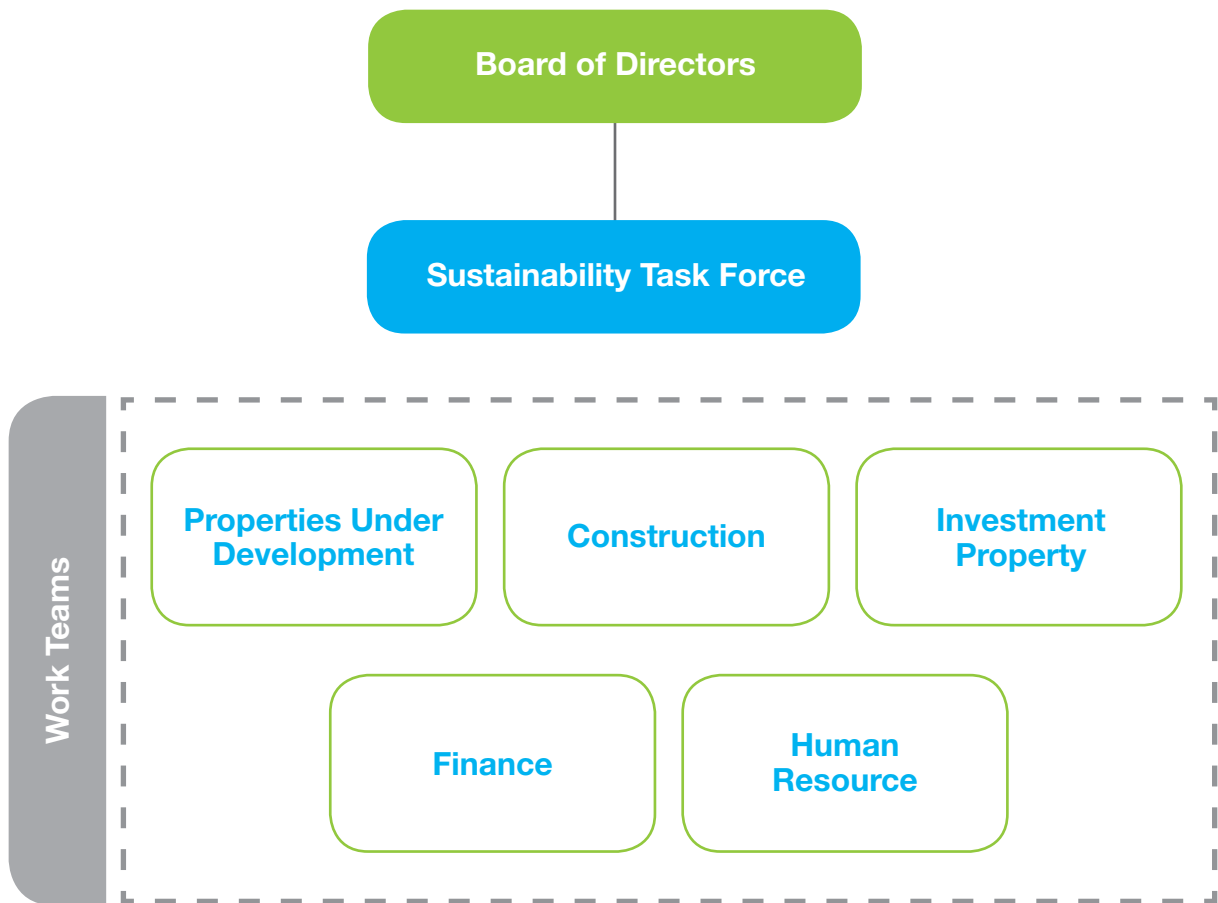 Board of Directors
Sustainability Task Force
Work Teams
Properties Under
Development
Construction
Investment
Property
Finance
Human
Resource